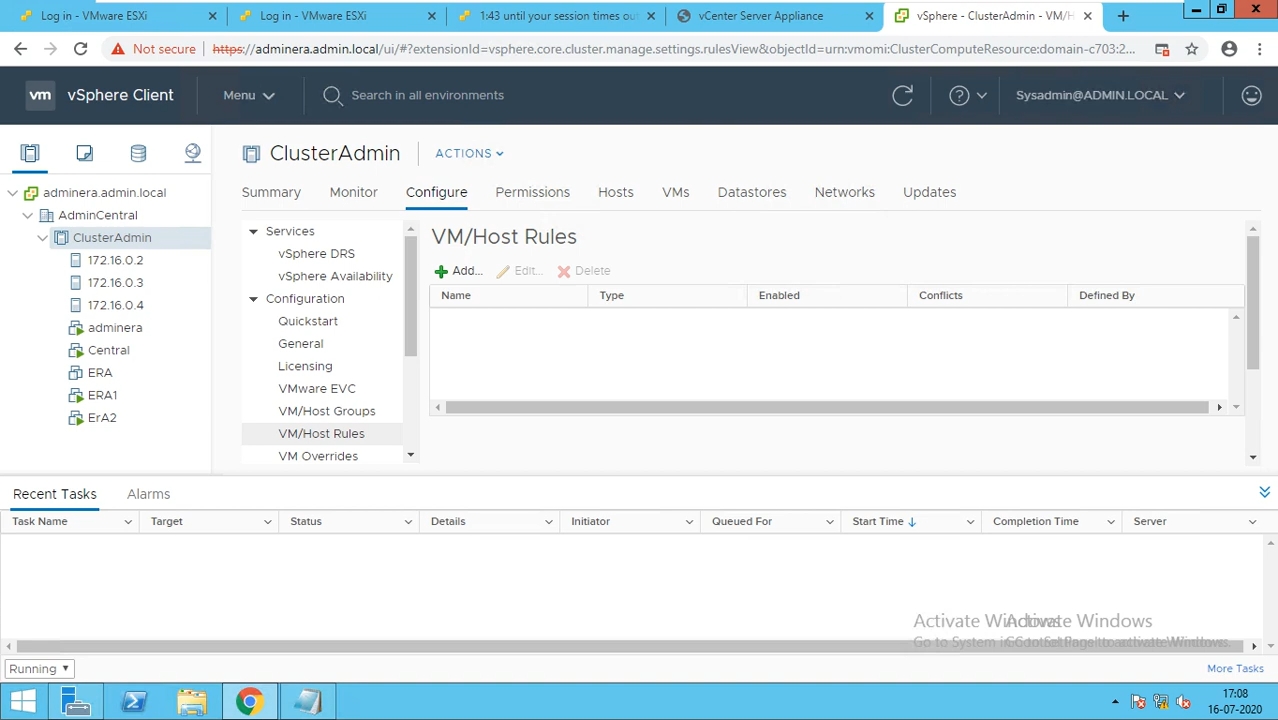 Log in - VMware ESXi
Log in - VMware ESXi
1:43 until your session times out
vCenter Server Appliance
vSphere - ClusterAdmin - VM/H
Not secure
https://adminera.admin.local/ui/#?extensionId=vsphere.core.cluster.manage.settings.rulesView&objectId=urn:vmomi:ClusterComputeResource:domain-c703:2...
vm
vSphere Client
Menu
Search in all environments
Sysadmin@ADMIN.LOCAL
adminera.admin.local
AdminCentral
ClusterAdmin
172.16.0.2
172.16.0.3
172.16.0.4
adminera
Central
ERA
ERA1
ErA2
ClusterAdmin
ACTIONS
Summary
Monitor
Configure
Permissions
Hosts
VMs
Datastores
Networks
Updates
Services
vSphere DRS
vSphere Availability
Configuration
Quickstart
General
Licensing
VMware EVC
VM/Host Groups
VM/Host Rules
VM Overrides
VM/Host Rules
Add...
Edit...
Delete
Name
Type
Enabled
Conflicts
Defined By
Recent Tasks
Alarms
Task Name
Target
Status
Details
Initiator
Queued For
Start Time
Completion Time
Server
Activate Windows
Activate Windows
Running
More Tasks
17:08
16-07-2020